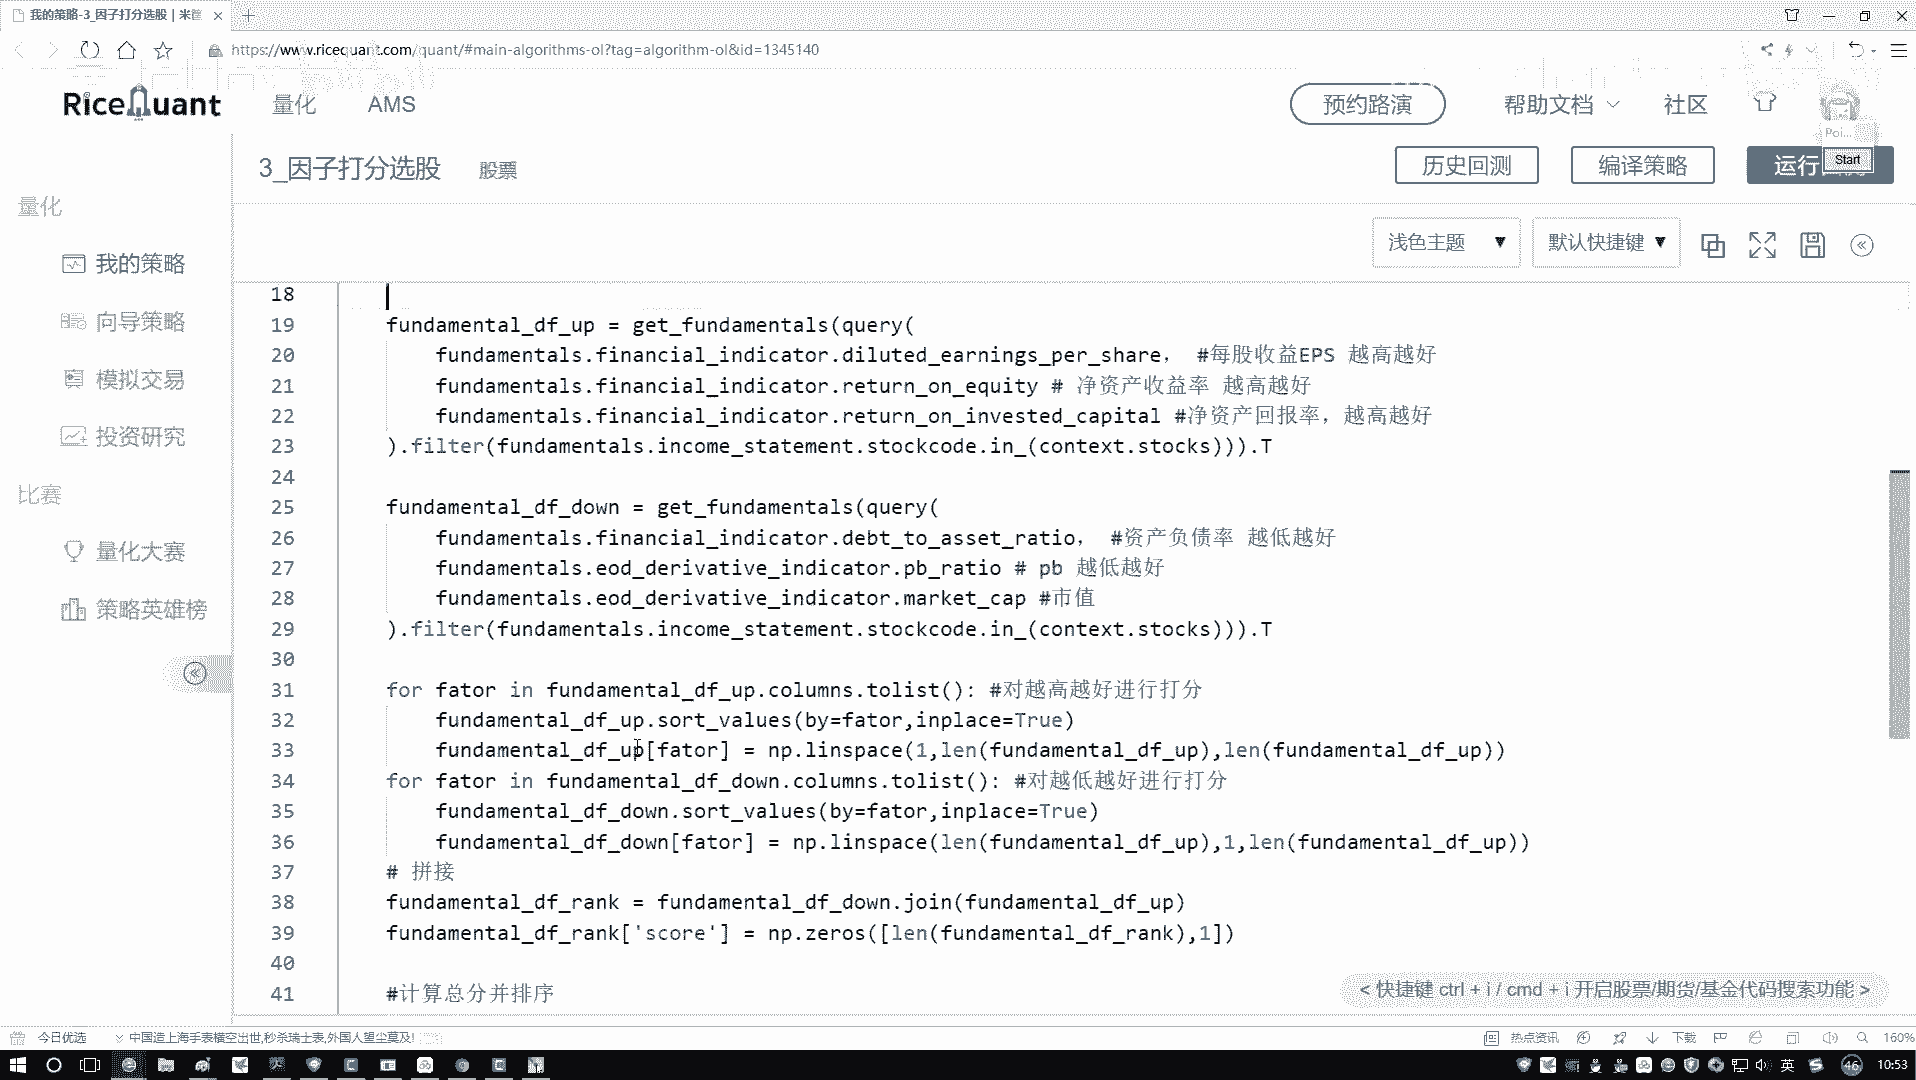 我的策略-3_因子打分选股 | 米筐
https://www.ricequant.com/quant/#main-algorithms-ol?tag=algorithm-ol&id=1345140
RiceQuant 量化 AMS 预约路演 帮助文档 社区
Poi...
Start
3_因子打分选股 股票 历史回测 编译策略 运行
浅色主题 默认快捷键
量化
我的策略
向导策略
模拟交易
投资研究
比赛
量化大赛
策略英雄榜
18
19 fundamental_df_up = get_fundamentals(query(
20 fundamentals.financial_indicator.diluted_earnings_per_share, #每股收益EPS 越高越好
21 fundamentals.financial_indicator.return_on_equity # 净资产收益率 越高越好
22 fundamentals.financial_indicator.return_on_invested_capital #净资产回报率，越高越好
23 ).filter(fundamentals.income_statement.stockcode.in_(context.stocks))).T
24
25 fundamental_df_down = get_fundamentals(query(
26 fundamentals.financial_indicator.debt_to_asset_ratio, #资产负债率 越低越好
27 fundamentals.eod_derivative_indicator.pb_ratio # pb 越低越好
28 fundamentals.eod_derivative_indicator.market_cap #市值
29 ).filter(fundamentals.income_statement.stockcode.in_(context.stocks))).T
30
31 for fator in fundamental_df_up.columns.tolist(): #对越高越好进行打分
32 fundamental_df_up.sort_values(by=fator,inplace=True)
33 fundamental_df_up[fator] = np.linspace(1,len(fundamental_df_up),len(fundamental_df_up))
34 for fator in fundamental_df_down.columns.tolist(): #对越低越好进行打分
35 fundamental_df_down.sort_values(by=fator,inplace=True)
36 fundamental_df_down[fator] = np.linspace(len(fundamental_df_up),1,len(fundamental_df_up))
37 # 拼接
38 fundamental_df_rank = fundamental_df_down.join(fundamental_df_up)
39 fundamental_df_rank['score'] = np.zeros([len(fundamental_df_rank),1])
40
41 #计算总分并排序
< 快捷键 ctrl + i / cmd + i 开启股票/期货/基金代码搜索功能 >
今日优选 中国造上海手表横空出世,秒杀瑞士表,外国人望尘莫及! 热点资讯 下载 160%
英 46 10:53